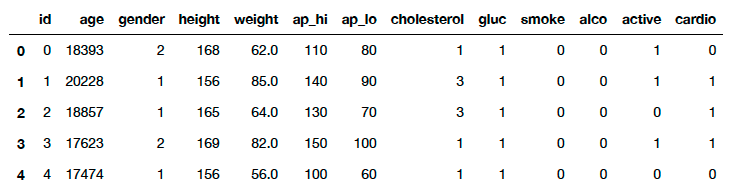 id age gender height weight ap_hi ap_lo cholesterol gluc smoke alco active cardio
0 0 18393 2 168 62.0 110 80 1 1 0 0 1 0
1 1 20228 1 156 85.0 140 90 3 1 0 0 1 1
2 2 18857 1 165 64.0 130 70 3 1 0 0 0 1
3 3 17623 2 169 82.0 150 100 1 1 0 0 1 1
4 4 17474 1 156 56.0 100 60 1 1 0 0 0 0